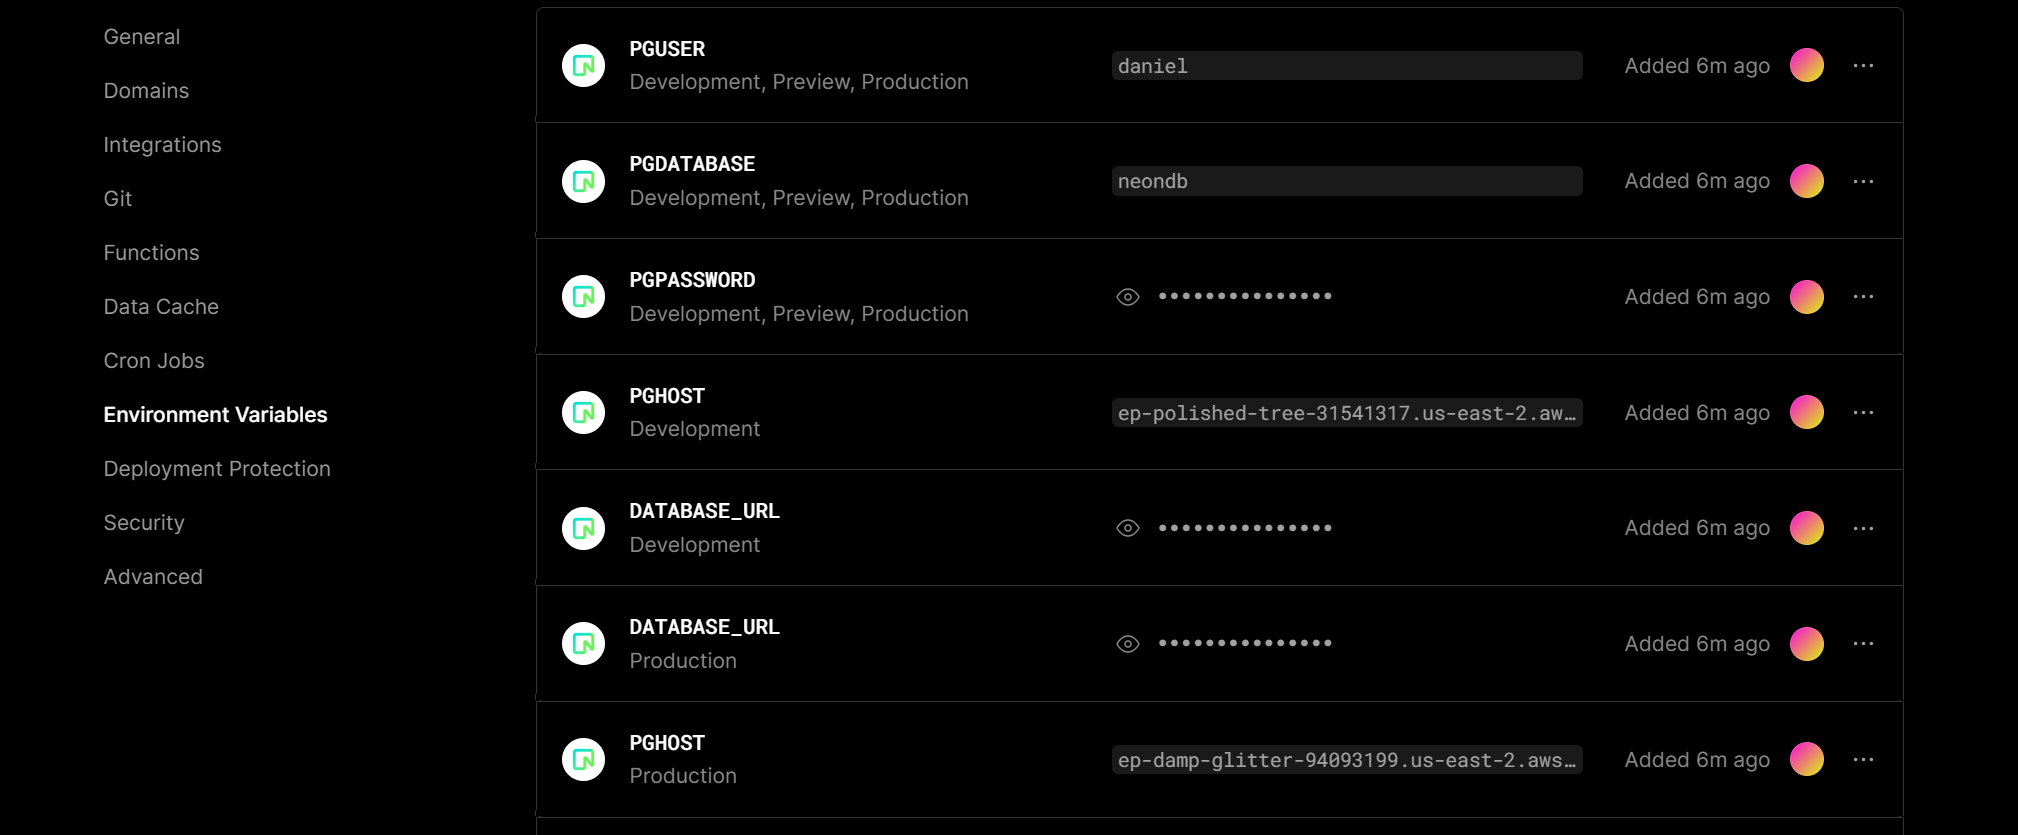 General
Domains
Integrations
Git
Functions
Data Cache
Cron Jobs
Environment Variables
Deployment Protection
Security
Advanced
PGUSER
Development, Preview, Production
daniel
Added 6m ago
PGDATABASE
Development, Preview, Production
neondb
Added 6m ago
PGPASSWORD
Development, Preview, Production
•••••••••••••••
Added 6m ago
PGHOST
Development
ep-polished-tree-31541317.us-east-2.aw…
Added 6m ago
DATABASE_URL
Development
•••••••••••••••
Added 6m ago
DATABASE_URL
Production
•••••••••••••••
Added 6m ago
PGHOST
Production
ep-damp-glitter-94093199.us-east-2.aws…
Added 6m ago